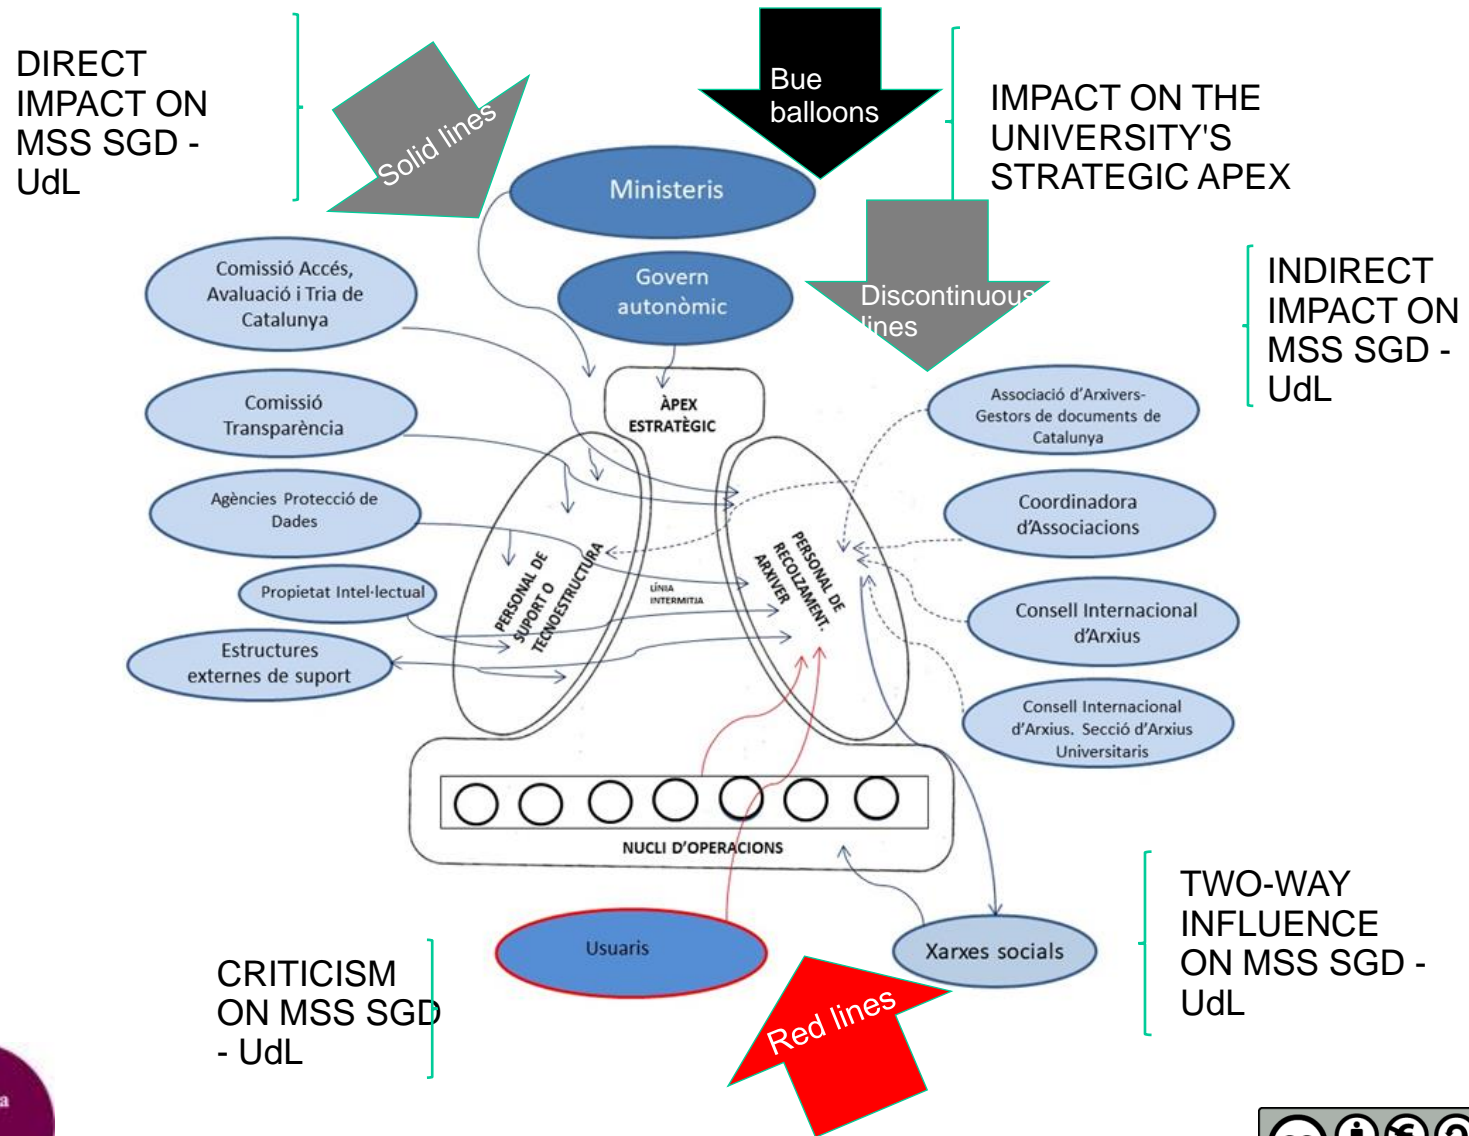 DIRECT
IMPACT ON
MSS SGD -
UdL
Solid lines
Bue
balloons
IMPACT ON THE
UNIVERSITY'S
STRATEGIC APEX
Ministeris
Govern
autonòmic
Discontinuous
lines
INDIRECT
IMPACT ON
MSS SGD -
UdL
Comissió Accés,
Avaluació i Tria de
Catalunya
Comissió
Transparència
Agències Protecció de
Dades
Propietat Intel·lectual
Estructures
externes de suport
ÀPEX
ESTRATÈGIC
PERSONAL DE
SUPORT O
TECNOESTRUCTURA
LÍNIA
INTERMITJA
PERSONAL DE
RECOLZAMENT.
ARXIVER
Associació d'Arxivers-
Gestors de documents de
Catalunya
Coordinadora
d'Associacions
Consell Internacional
d'Arxius
Consell Internacional
d'Arxius. Secció d'Arxius
Universitaris
NUCLI D'OPERACIONS
Usuaris
Xarxes socials
CRITICISM
ON MSS SGD
- UdL
Red lines
TWO-WAY
INFLUENCE
ON MSS SGD -
UdL
a